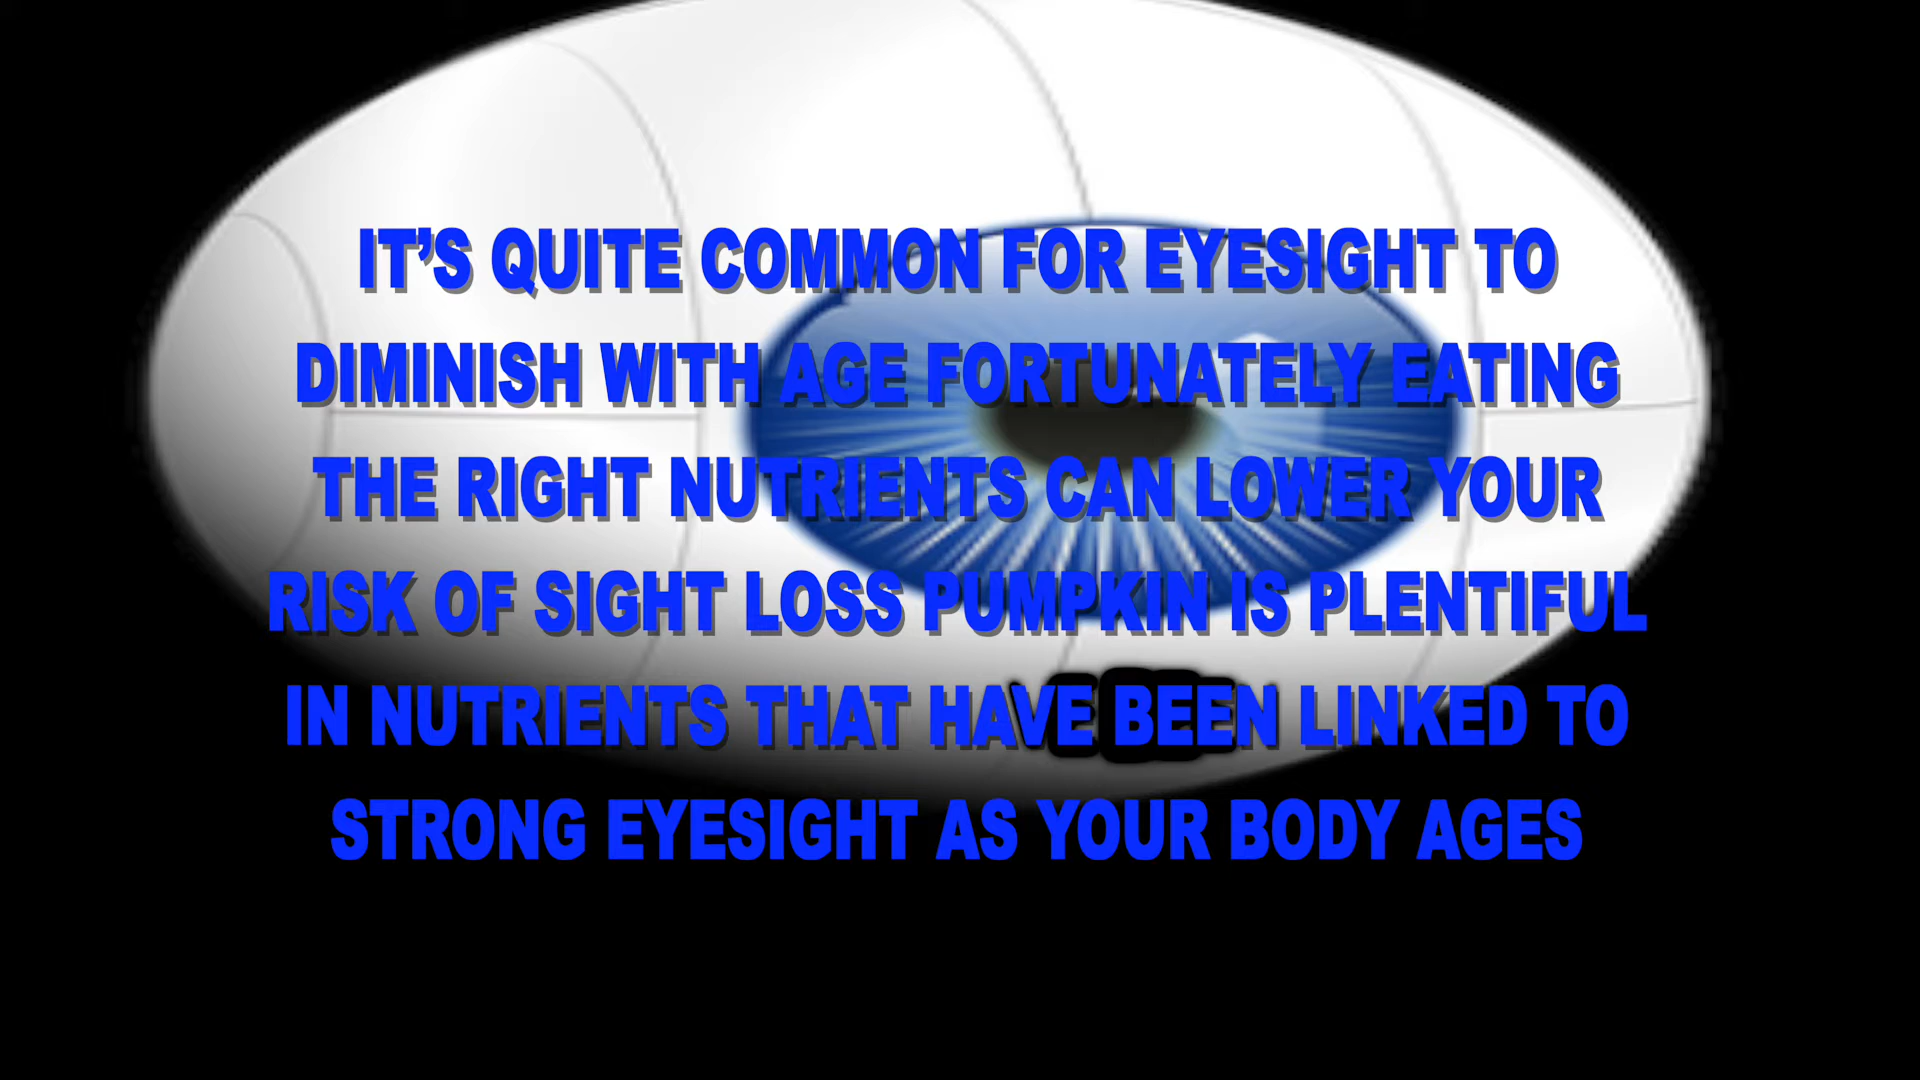 IT’S QUITE COMMON FOR EYESIGHT TO
DIMINISH WITH AGE FORTUNATELY EATING
THE RIGHT NUTRIENTS CAN LOWER YOUR
RISK OF SIGHT LOSS PUMPKIN IS PLENTIFUL
IN NUTRIENTS THAT HAVE BEEN LINKED TO
STRONG EYESIGHT AS YOUR BODY AGES